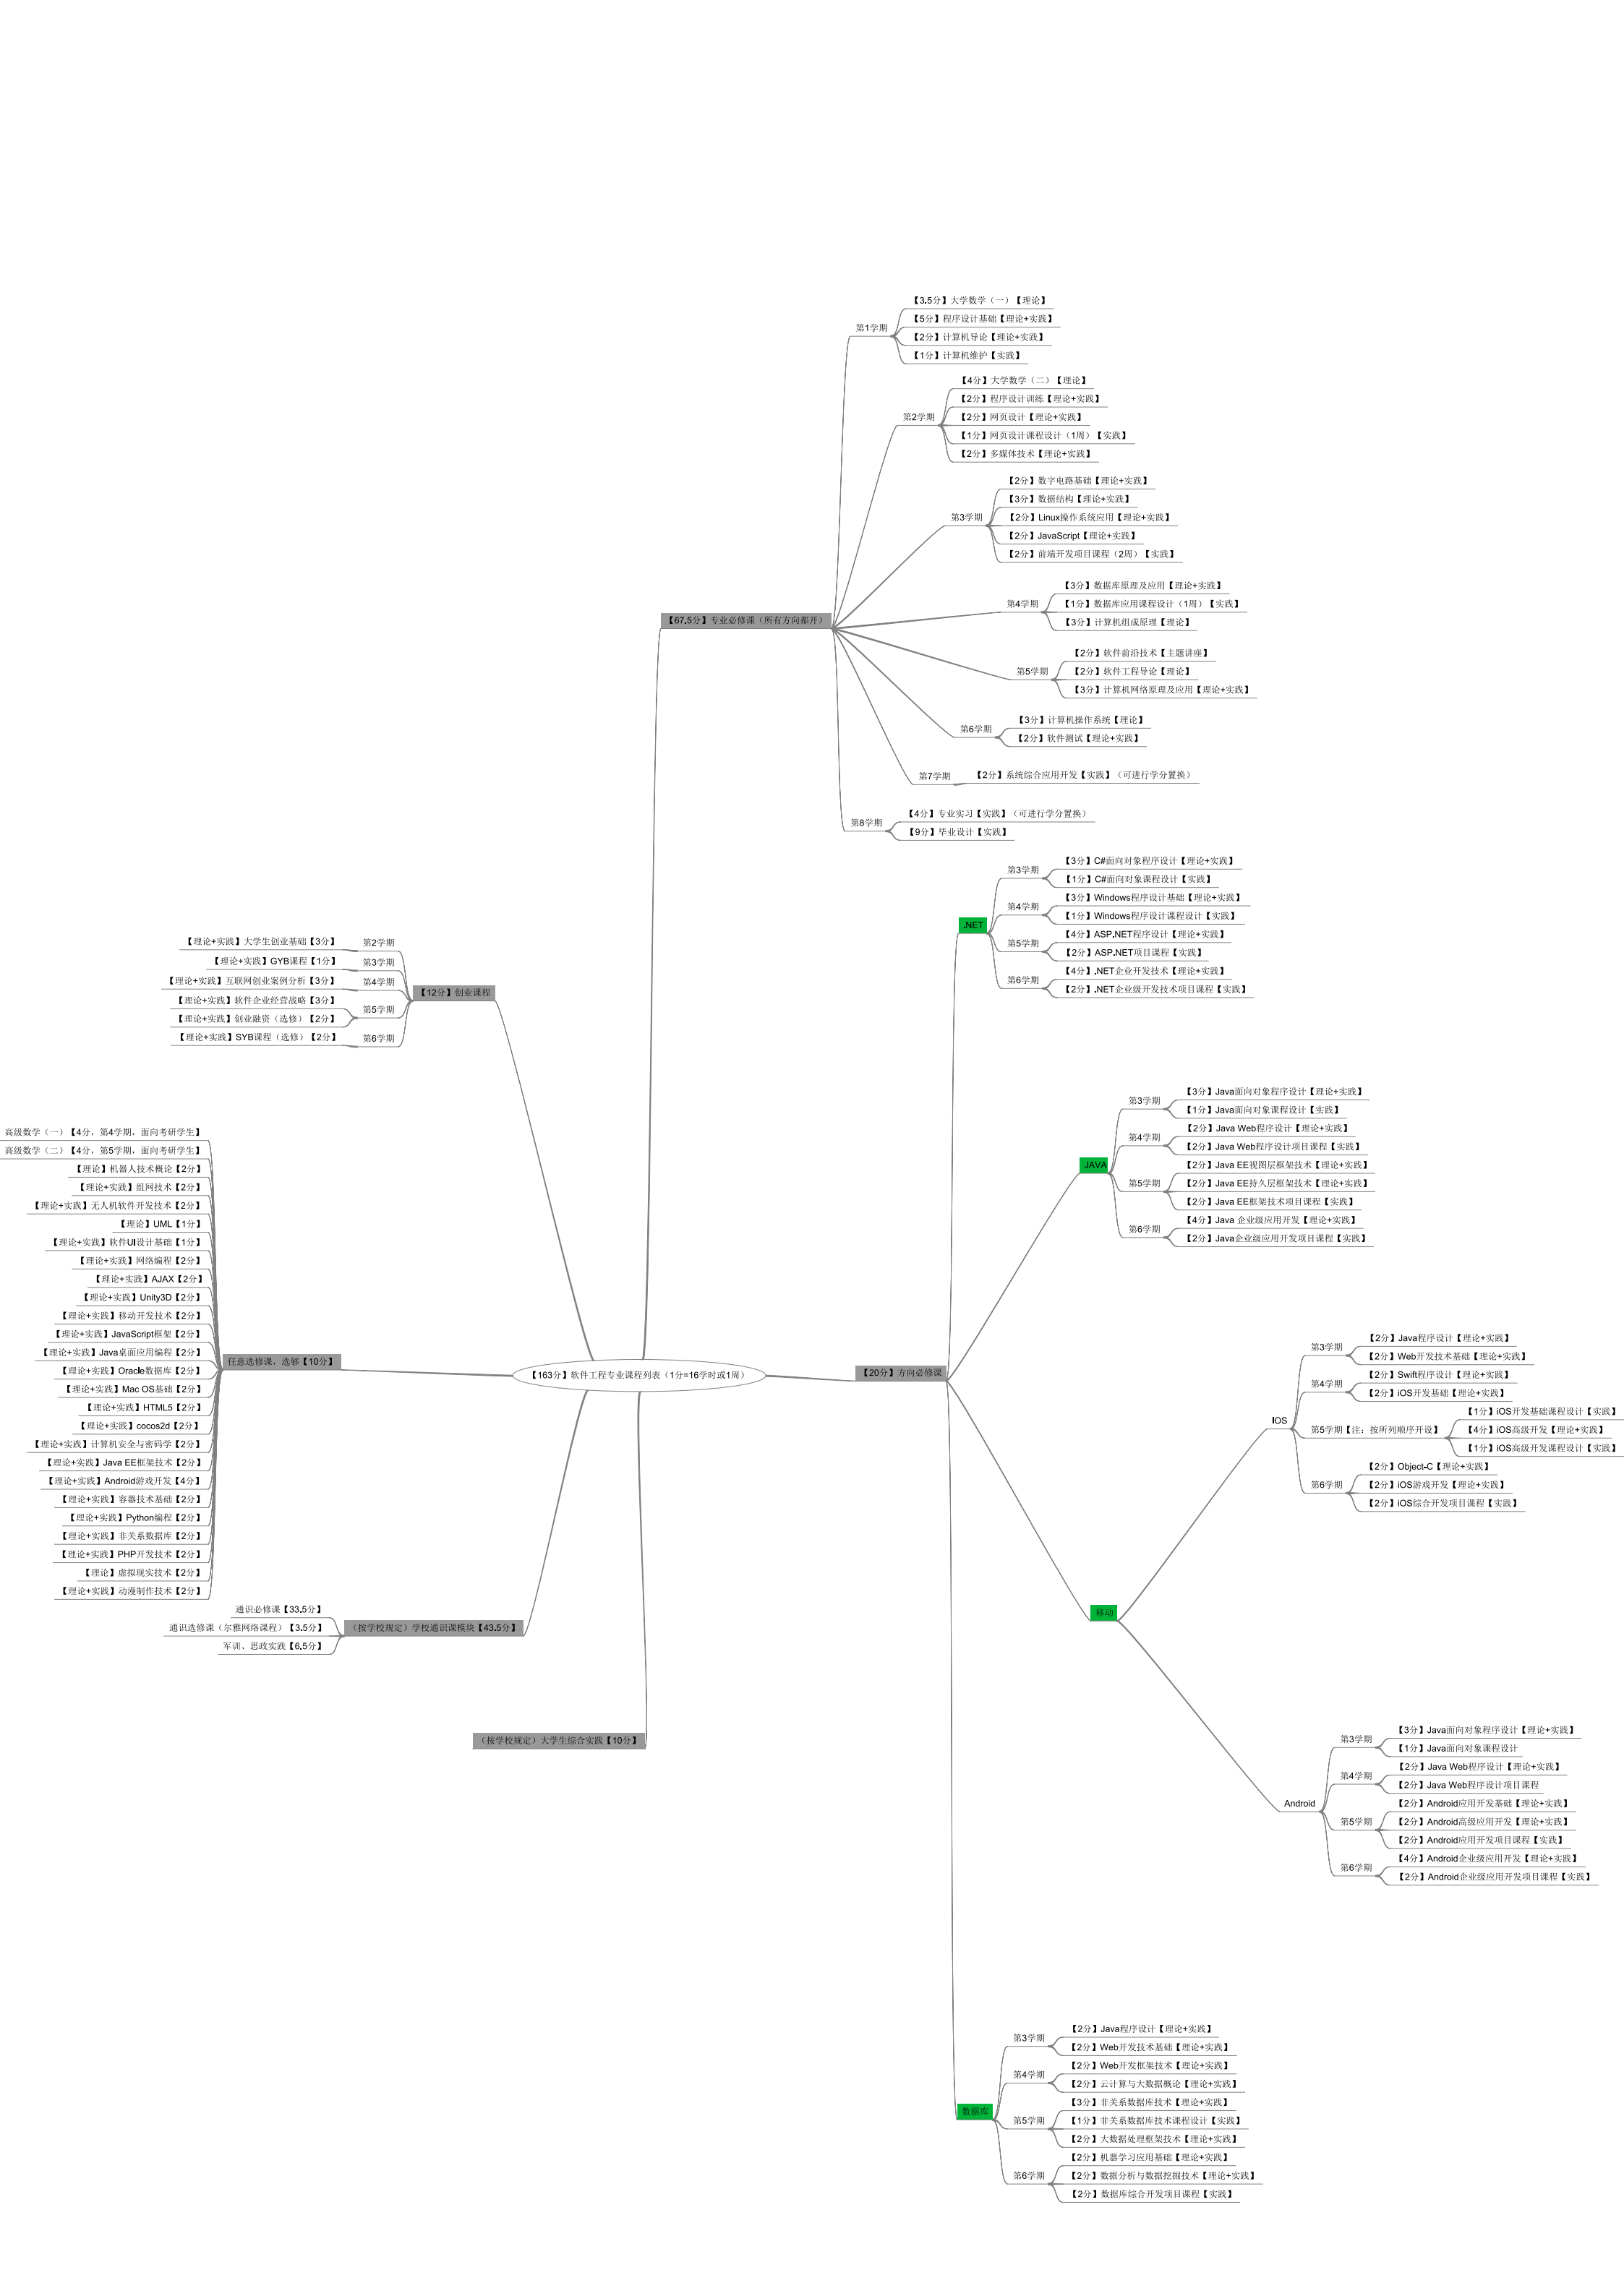 【163分】软件工程专业课程列表（1分=16学时或1周）
【67.5分】专业必修课（所有方向都开）
第1学期
【3.5分】大学数学（一）【理论】
【5分】程序设计基础【理论+实践】
【2分】计算机导论【理论+实践】
【1分】计算机维护【实践】
第2学期
【4分】大学数学（二）【理论】
【2分】程序设计训练【理论+实践】
【2分】网页设计【理论+实践】
【1分】网页设计课程设计（1周）【实践】
【2分】多媒体技术【理论+实践】
第3学期
【2分】数字电路基础【理论+实践】
【3分】数据结构【理论+实践】
【2分】Linux操作系统应用【理论+实践】
【2分】JavaScript【理论+实践】
【2分】前端开发项目课程（2周）【实践】
第4学期
【3分】数据库原理及应用【理论+实践】
【1分】数据库应用课程设计（1周）【实践】
【3分】计算机组成原理【理论】
第5学期
【2分】软件前沿技术【主题讲座】
【2分】软件工程导论【理论】
【3分】计算机网络原理及应用【理论+实践】
第6学期
【3分】计算机操作系统【理论】
【2分】软件测试【理论+实践】
第7学期
【2分】系统综合应用开发【实践】（可进行学分置换）
第8学期
【4分】专业实习【实践】（可进行学分置换）
【9分】毕业设计【实践】
【20分】方向必修课
.NET
第3学期
【3分】C#面向对象程序设计【理论+实践】
【1分】C#面向对象课程设计【实践】
第4学期
【3分】Windows程序设计基础【理论+实践】
【1分】Windows程序设计课程设计【实践】
第5学期
【4分】ASP.NET程序设计【理论+实践】
【2分】ASP.NET项目课程【实践】
第6学期
【4分】.NET企业开发技术【理论+实践】
【2分】.NET企业级开发技术项目课程【实践】
JAVA
第3学期
【3分】Java面向对象程序设计【理论+实践】
【1分】Java面向对象课程设计【实践】
第4学期
【2分】Java Web程序设计【理论+实践】
【2分】Java Web程序设计项目课程【实践】
第5学期
【2分】Java EE视图层框架技术【理论+实践】
【2分】Java EE持久层框架技术【理论+实践】
【2分】Java EE框架技术项目课程【实践】
第6学期
【4分】Java 企业级应用开发【理论+实践】
【2分】Java企业级应用开发项目课程【实践】
移动
IOS
第3学期
【2分】Java程序设计【理论+实践】
【2分】Web开发技术基础【理论+实践】
第4学期
【2分】Swift程序设计【理论+实践】
【2分】iOS开发基础【理论+实践】
第5学期【注：按所列顺序开设】
【1分】iOS开发基础课程设计【实践】
【4分】iOS高级开发【理论+实践】
【1分】iOS高级开发课程设计【实践】
第6学期
【2分】Object-C【理论+实践】
【2分】iOS游戏开发【理论+实践】
【2分】iOS综合开发项目课程【实践】
Android
第3学期
【3分】Java面向对象程序设计【理论+实践】
【1分】Java面向对象课程设计
第4学期
【2分】Java Web程序设计【理论+实践】
【2分】Java Web程序设计项目课程
第5学期
【2分】Android应用开发基础【理论+实践】
【2分】Android高级应用开发【理论+实践】
【2分】Android应用开发项目课程【实践】
第6学期
【4分】Android企业级应用开发【理论+实践】
【2分】Android企业级应用开发项目课程【实践】
数据库
第3学期
【2分】Java程序设计【理论+实践】
【2分】Web开发技术基础【理论+实践】
第4学期
【2分】Web开发框架技术【理论+实践】
【2分】云计算与大数据概论【理论+实践】
第5学期
【3分】非关系数据库技术【理论+实践】
【1分】非关系数据库技术课程设计【实践】
【2分】大数据处理框架技术【理论+实践】
第6学期
【2分】机器学习应用基础【理论+实践】
【2分】数据分析与数据挖掘技术【理论+实践】
【2分】数据库综合开发项目课程【实践】
【12分】创业课程
第2学期
【理论+实践】大学生创业基础【3分】
第3学期
【理论+实践】GYB课程【1分】
第4学期
【理论+实践】互联网创业案例分析【3分】
第5学期
【理论+实践】软件企业经营战略【3分】
【理论+实践】创业融资（选修）【2分】
第6学期
【理论+实践】SYB课程（选修）【2分】
任意选修课，选够【10分】
高级数学（一）【4分，第4学期，面向考研学生】
高级数学（二）【4分，第5学期，面向考研学生】
【理论】机器人技术概论【2分】
【理论+实践】组网技术【2分】
【理论+实践】无人机软件开发技术【2分】
【理论】UML【1分】
【理论+实践】软件UI设计基础【1分】
【理论+实践】网络编程【2分】
【理论+实践】AJAX【2分】
【理论+实践】Unity3D【2分】
【理论+实践】移动开发技术【2分】
【理论+实践】JavaScript框架【2分】
【理论+实践】Java桌面应用编程【2分】
【理论+实践】Oracle数据库【2分】
【理论+实践】Mac OS基础【2分】
【理论+实践】HTML5【2分】
【理论+实践】cocos2d【2分】
【理论+实践】计算机安全与密码学【2分】
【理论+实践】Java EE框架技术【2分】
【理论+实践】Android游戏开发【4分】
【理论+实践】容器技术基础【2分】
【理论+实践】Python编程【2分】
【理论+实践】非关系数据库【2分】
【理论+实践】PHP开发技术【2分】
【理论】虚拟现实技术【2分】
【理论+实践】动漫制作技术【2分】
（按学校规定）学校通识课模块【43.5分】
通识必修课【33.5分】
通识选修课（尔雅网络课程）【3.5分】
军训、思政实践【6.5分】
（按学校规定）大学生综合实践【10分】